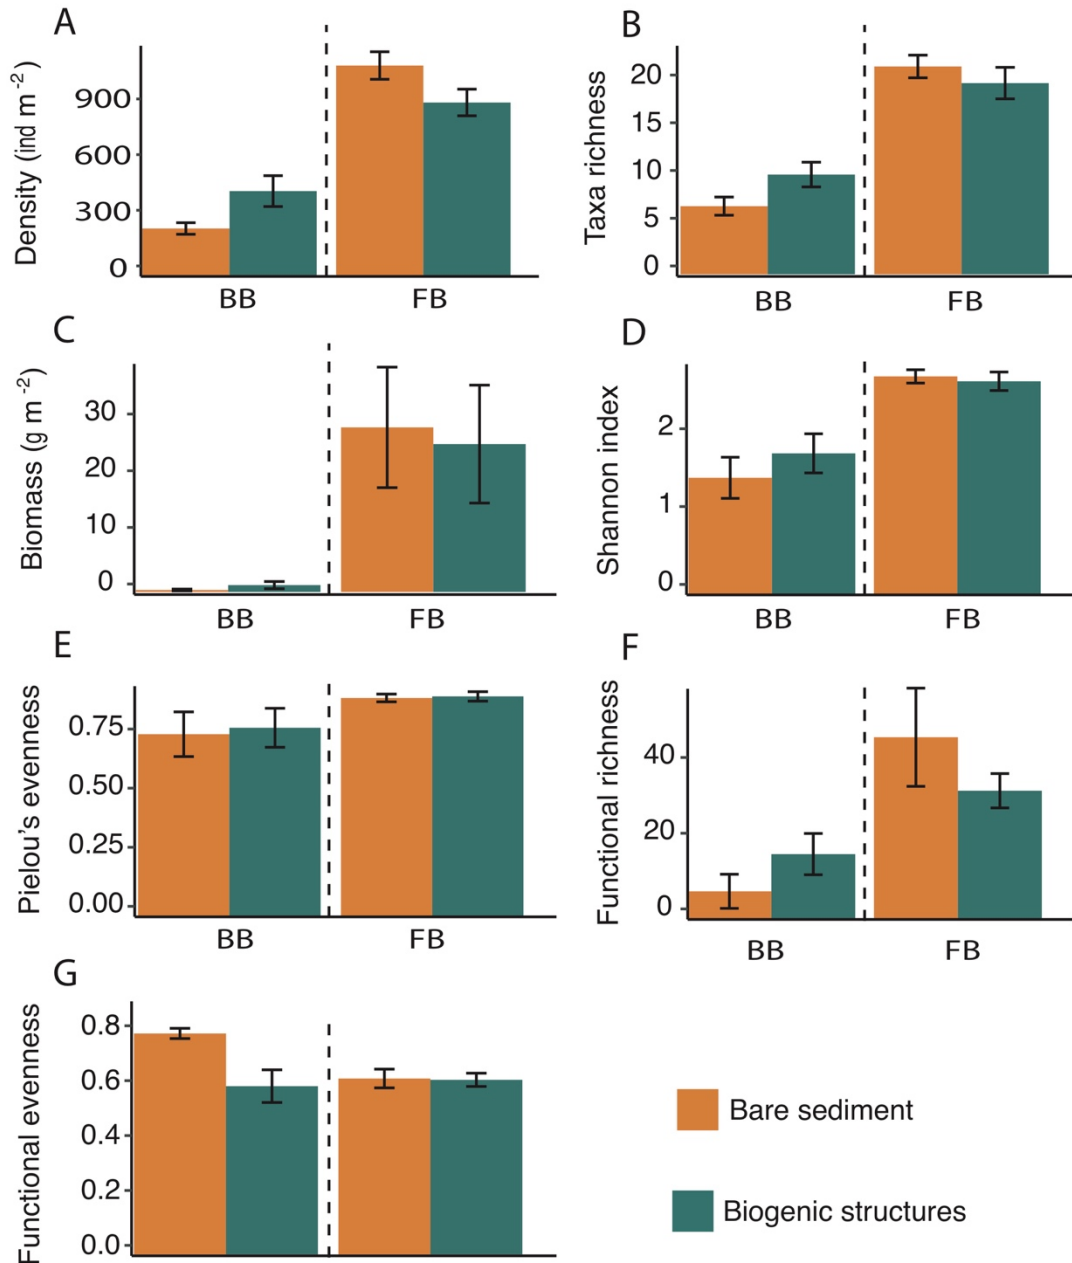 A
Density (ind m-2)
900
600
300
0
BB
FB
B
Taxa richness
20
15
10
5
0
BB
FB
C
Biomass (g m-2)
30
20
10
0
BB
FB
D
Shannon index
2
1
0
BB
FB
E
Pielou's evenness
0.75
0.50
0.25
0.00
BB
FB
F
Functional richness
40
20
0
BB
FB
G
Functional evenness
0.8
0.6
0.4
0.2
0.0
Bare sediment
Biogenic structures